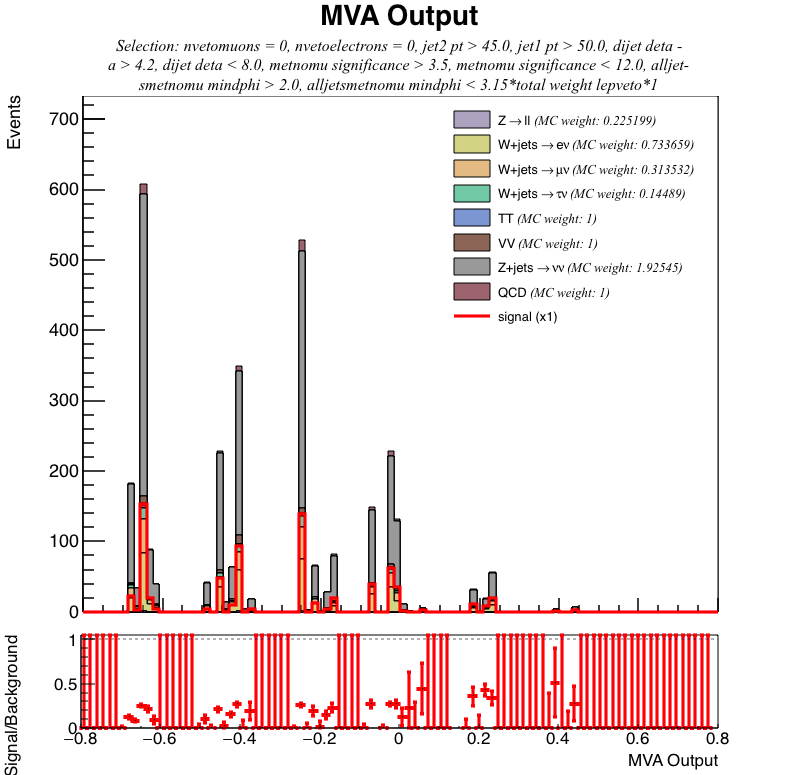 MVA Output
Selection: nvetomuons = 0, nvetoelectrons = 0, jet2 pt > 45.0, jet1 pt > 50.0, dijet deta -
a > 4.2, dijet deta < 8.0, metnomu significance > 3.5, metnomu significance < 12.0, alljet-
smetnomu mindphi > 2.0, alljetsmetnomu mindphi < 3.15*total weight lepveto*1
Events
700
600
500
400
300
200
100
0
Z→ll (MC weight: 0.225199)
W+jets→eν (MC weight: 0.733659)
W+jets→μν (MC weight: 0.313532)
W+jets→τν (MC weight: 0.14489)
TT (MC weight: 1)
VV (MC weight: 1)
Z+jets→νν (MC weight: 1.92545)
QCD (MC weight: 1)
signal (x1)
Signal/Background
1
0.5
0
−0.8 −0.6 −0.4 −0.2 0 0.2 0.4 0.6 0.8
MVA Output